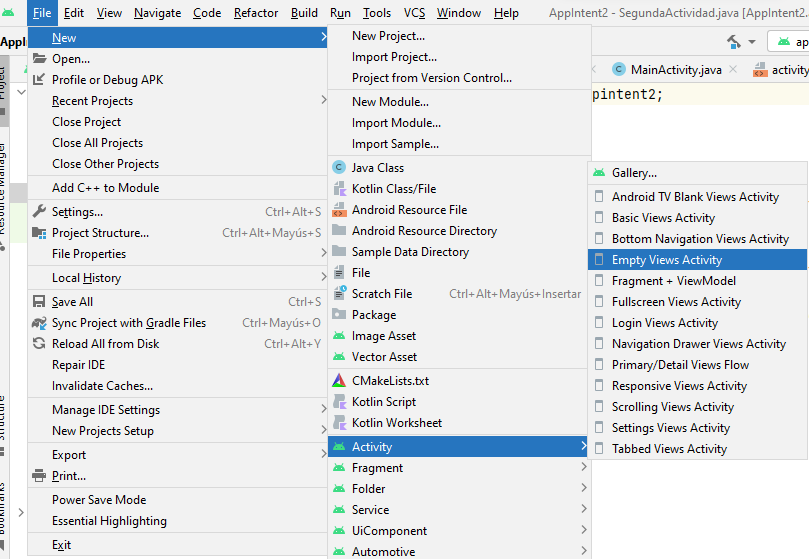 File Edit View Navigate Code Refactor Build Run Tools VCS Window Help AppIntent2 - SegundaActividad.java [AppIntent2.
AppI
ap
Project
MainActivity.java
activity
pintent2;
Resource Manager
New
Open...
Profile or Debug APK
Recent Projects
Close Project
Close All Projects
Close Other Projects
Add C++ to Module
Settings... Ctrl+Alt+S
Project Structure... Ctrl+Alt+Mayús+S
File Properties
Local History
Save All Ctrl+S
Sync Project with Gradle Files Ctrl+Mayús+O
Reload All from Disk Ctrl+Alt+Y
Repair IDE
Invalidate Caches...
Manage IDE Settings
New Projects Setup
Export
Print...
Power Save Mode
Essential Highlighting
Exit
New Project...
Import Project...
Project from Version Control...
New Module...
Import Module...
Import Sample...
Java Class
Kotlin Class/File
Android Resource File
Android Resource Directory
Sample Data Directory
File
Scratch File Ctrl+Alt+Mayús+Insertar
Package
Image Asset
Vector Asset
CMakeLists.txt
Kotlin Script
Kotlin Worksheet
Activity
Fragment
Folder
Service
UiComponent
Automotive
Gallery...
Android TV Blank Views Activity
Basic Views Activity
Bottom Navigation Views Activity
Empty Views Activity
Fragment + ViewModel
Fullscreen Views Activity
Login Views Activity
Navigation Drawer Views Activity
Primary/Detail Views Flow
Responsive Views Activity
Scrolling Views Activity
Settings Views Activity
Tabbed Views Activity